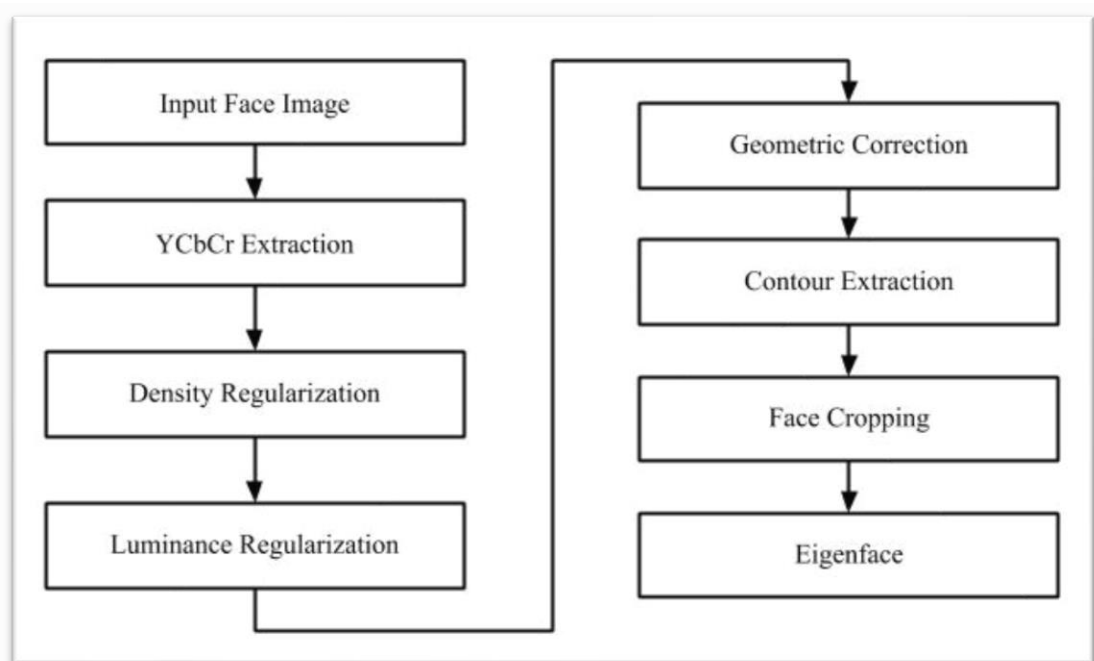 Input Face Image
YCbCr Extraction
Density Regularization
Luminance Regularization
Geometric Correction
Contour Extraction
Face Cropping
Eigenface